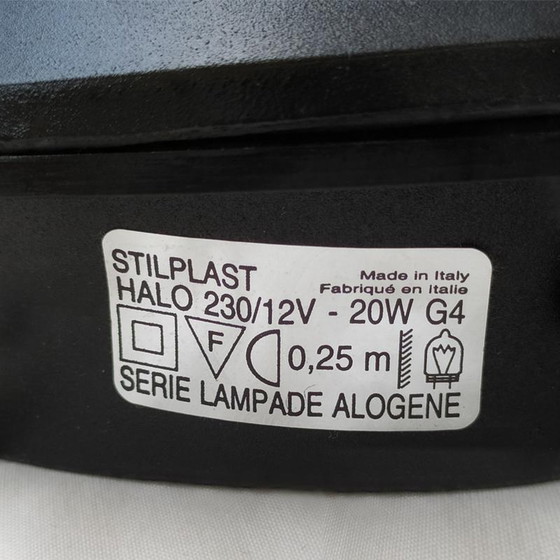 STILPLAST
Made in Italy
Fabriqué en Italie
HALO 230/12V - 20W G4
F 0,25 m
SERIE LAMPADE ALOGENE